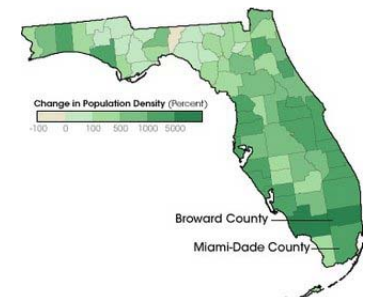 Change in Population Density (Percent)
-100 0 100 500 1000 5000
Broward County
Miami-Dade County